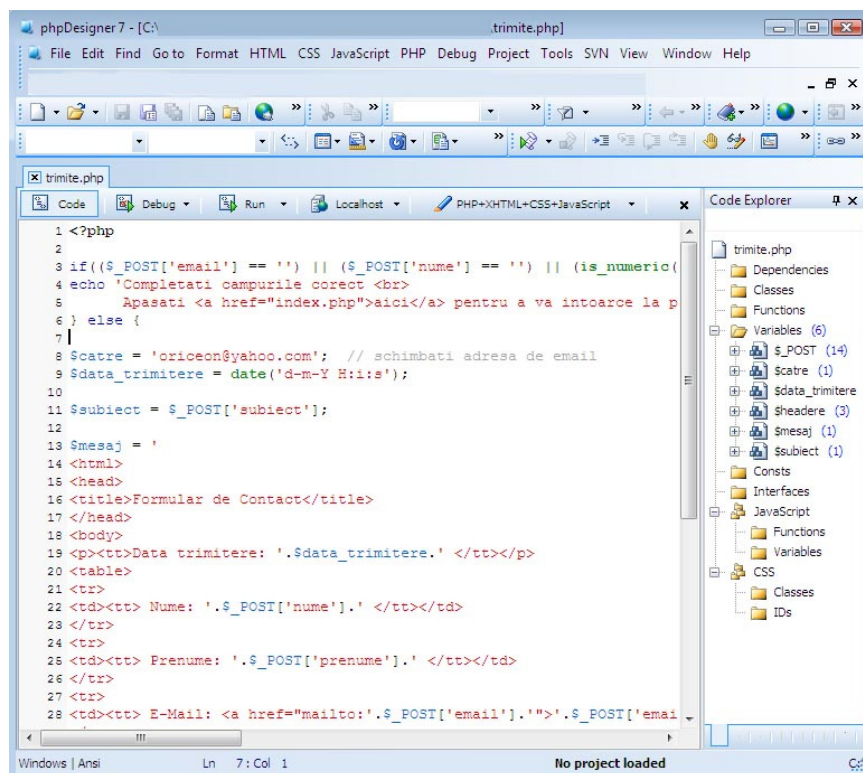 phpDesigner 7 - [C:\ .trimite.php]
File Edit Find Go to Format HTML CSS JavaScript PHP Debug Project Tools SVN View Window Help
trimite.php
Code Debug Run Localhost PHP+XHTML+CSS+JavaScript
1 <?php
2
3 if(($_POST['email'] == '') || ($_POST['nume'] == '') || (is_numeric(
4 echo 'Completati campurile corect <br>
5 Apasati <a href="index.php">aici</a> pentru a va intoarce la p
6 } else {
7
8 $catre = 'oriceon@yahoo.com'; // schimbati adresa de email
9 $data_trimitere = date('d-m-Y H:i:s');
10
11 $subiect = $_POST['subiect'];
12
13 $mesaj = '
14 <html>
15 <head>
16 <title>Formular de Contact</title>
17 </head>
18 <body>
19 <p><tt>Data trimitere: '.$data_trimitere.' </tt></p>
20 <table>
21 <tr>
22 <td><tt> Nume: '.$_POST['nume'].' </tt></td>
23 </tr>
24 <tr>
25 <td><tt> Prenume: '.$_POST['prenume'].' </tt></td>
26 </tr>
27 <tr>
28 <td><tt> E-Mail: <a href="mailto:'.$_POST['email'].'">'.$_POST['emai
Code Explorer
trimite.php
Dependencies
Classes
Functions
Variables (6)
$_POST (14)
$catre (1)
$data_trimitere
$headere (3)
$mesaj (1)
$subiect (1)
Consts
Interfaces
JavaScript
Functions
Variables
CSS
Classes
IDs
Windows | Ansi Ln 7 : Col 1 No project loaded